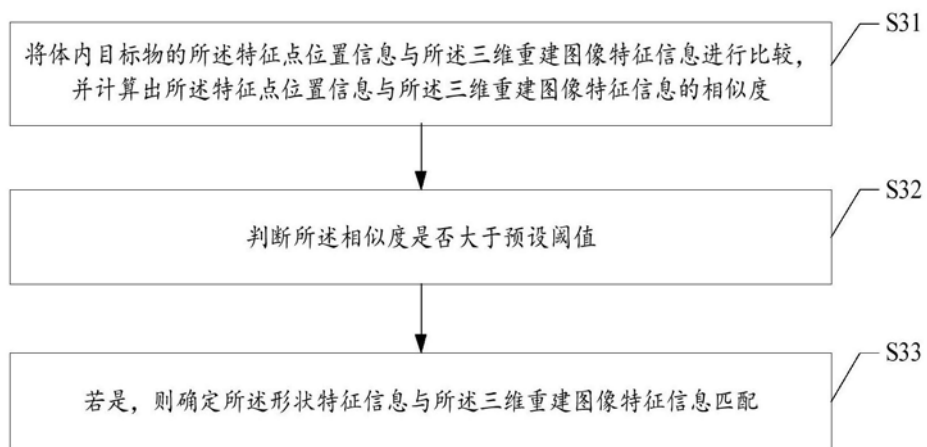 S31
将体内目标物的所述特征点位置信息与所述三维重建图像特征信息进行比较，
并计算出所述特征点位置信息与所述三维重建图像特征信息的相似度
S32
判断所述相似度是否大于预设阈值
S33
若是，则确定所述形状特征信息与所述三维重建图像特征信息匹配